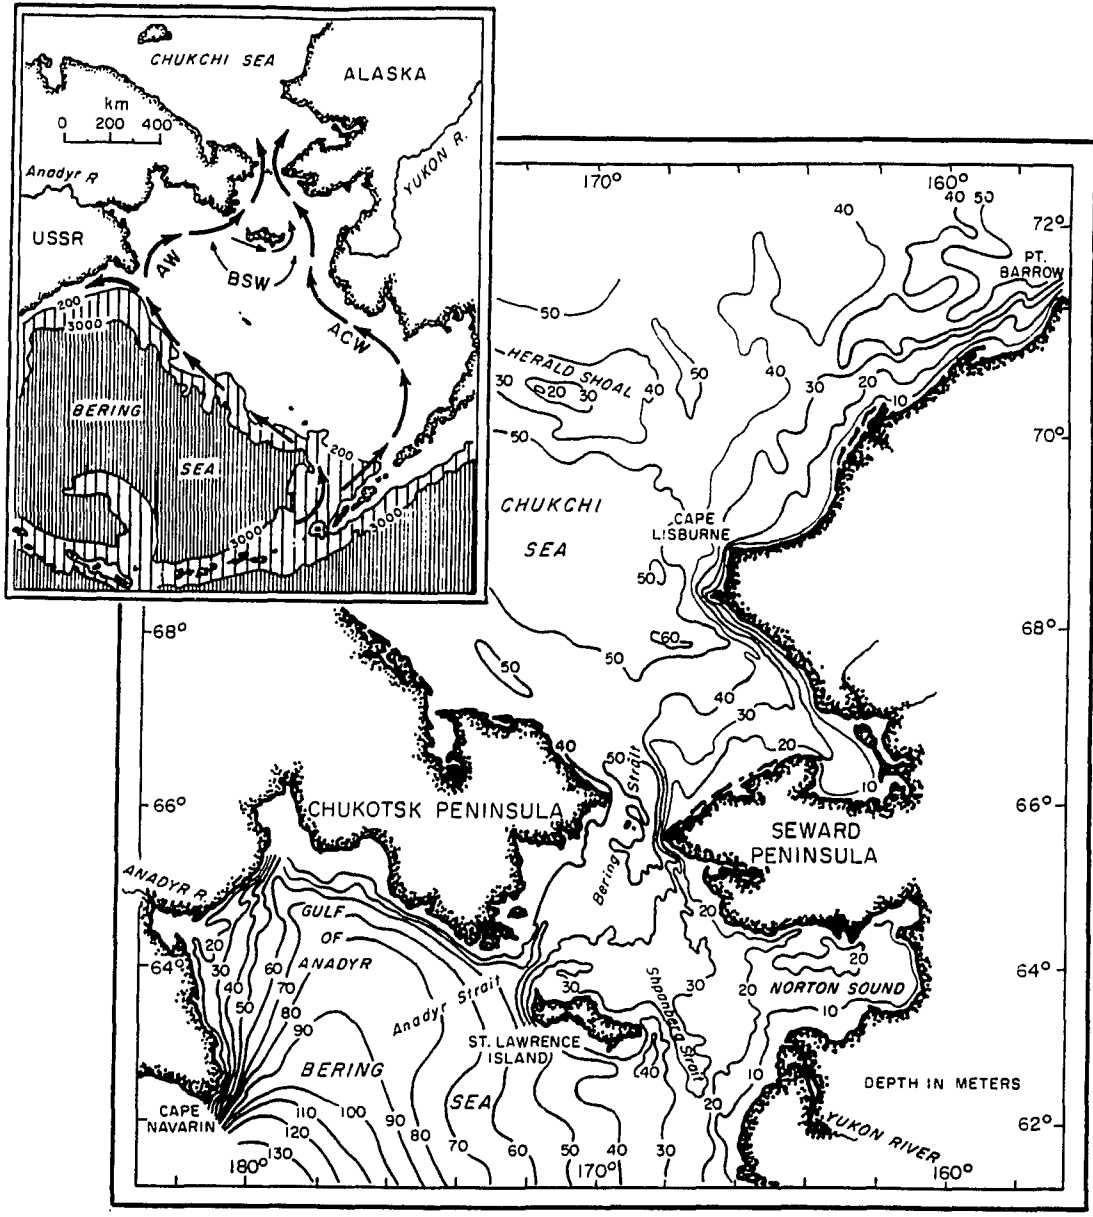 CHUKCHI SEA
ALASKA
km
0 200 400
Anadyr R
YUKON R.
USSR
AW
BSW
ACW
200
3000
BERING
SEA
200
3000
3000
170°
160°
40
40
50
72°
PT.
BARROW
50
HERALD SHOAL
30
20
30
40
50
40
30
20
10
50
70°
CHUKCHI
SEA
CAPE
LISBURNE
50
68°
60
68°
50
50
40
30
40
50
20
10
Bering Strait
66°
CHUKOTSK PENINSULA
66°
SEWARD
PENINSULA
ANADYR R.
20
GULF
OF
ANADYR
20
30
40
50
60
70
80
90
64°
20
64°
30
30
20
NORTON SOUND
10
Anadyr Strait
Shpanberg Strait
ST. LAWRENCE
ISLAND
40
BERING
SEA
10
20
DEPTH IN METERS
CAPE
NAVARIN
110
100
120
130
90
80
70
60
50
40
30
62°
YUKON RIVER
180°
170°
160°